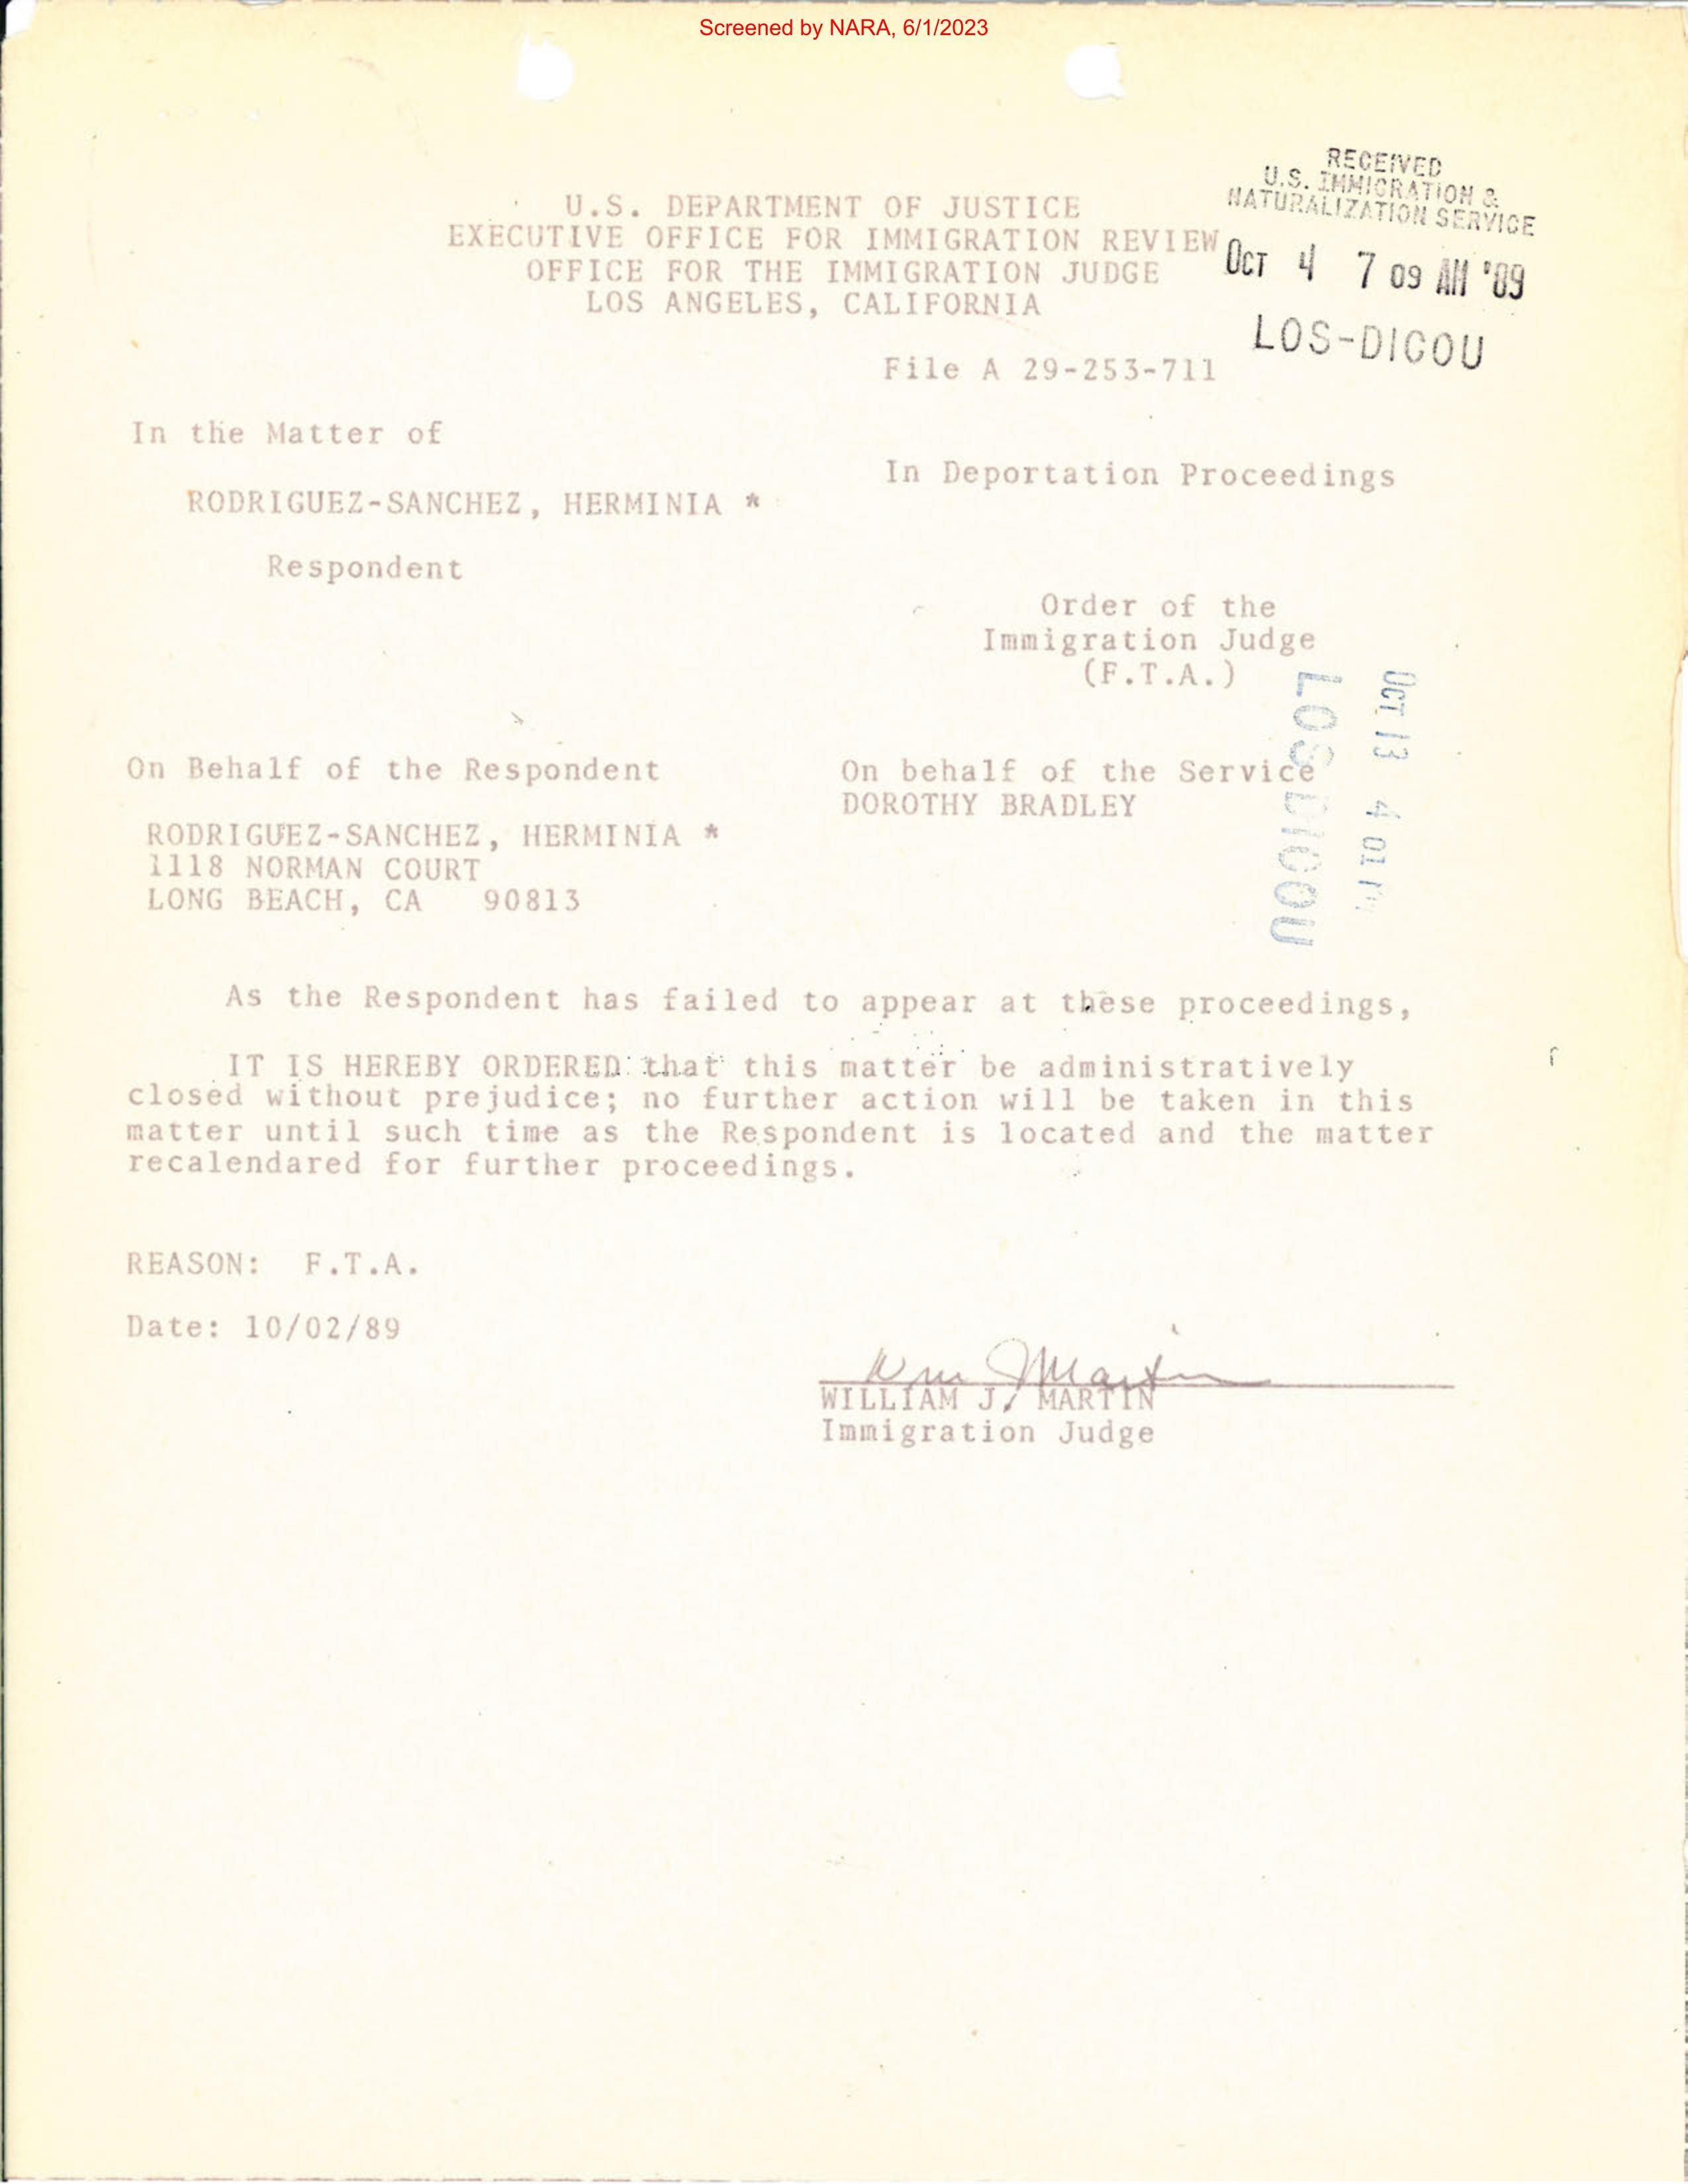 Screened by NARA, 6/1/2023
RECEIVED
U.S. IMMIGRATION &
NATURALIZATION SERVICE
OCT 4 7 09 AM '89
LOS-DICOU
U.S. DEPARTMENT OF JUSTICE
EXECUTIVE OFFICE FOR IMMIGRATION REVIEW
OFFICE FOR THE IMMIGRATION JUDGE
LOS ANGELES, CALIFORNIA
File A 29-253-711
In the Matter of
In Deportation Proceedings
RODRIGUEZ-SANCHEZ, HERMINIA *
Respondent
Order of the
Immigration Judge
(F.T.A.)
OCT 13 4 01
LOS DICOU
On Behalf of the Respondent
On behalf of the Service
DOROTHY BRADLEY
RODRIGUEZ-SANCHEZ, HERMINIA *
1118 NORMAN COURT
LONG BEACH, CA 90813
As the Respondent has failed to appear at these proceedings,
IT IS HEREBY ORDERED that this matter be administratively
closed without prejudice; no further action will be taken in this
matter until such time as the Respondent is located and the matter
recalendared for further proceedings.
REASON: F.T.A.
Date: 10/02/89
Wm J Martin
WILLIAM J. MARTIN
Immigration Judge